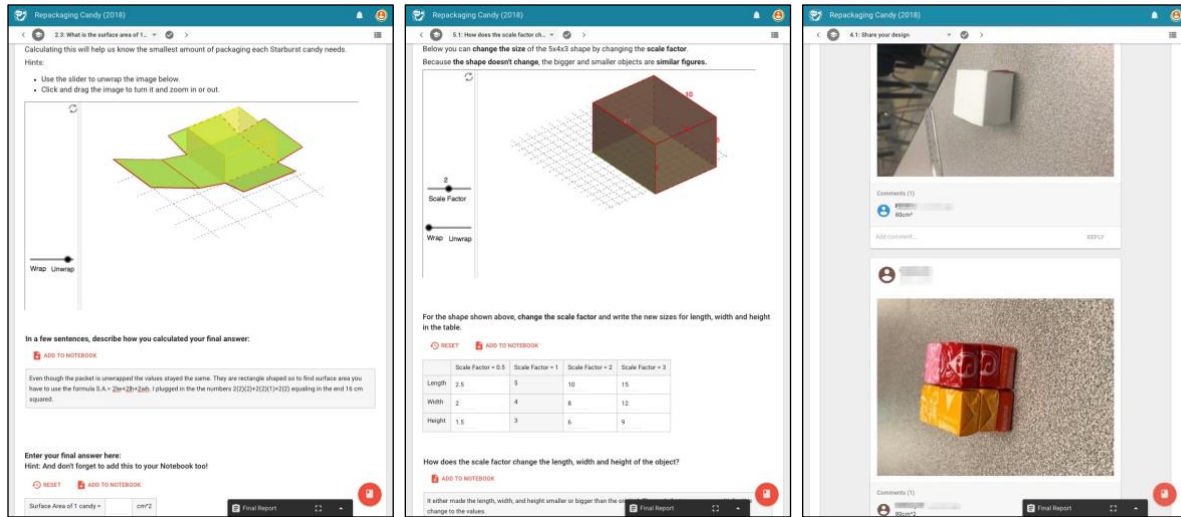 Repackaging Candy (2018)
2.3: What is the surface area of 1...
Calculating this will help us know the smallest amount of packaging each Starburst candy needs.
Hints:
• Use the slider to unwrap the image below.
• Click and drag the image to turn it and zoom in or out.
Wrap Unwrap
In a few sentences, describe how you calculated your final answer:
ADD TO NOTEBOOK
Even though the packet is unwrapped the values stayed the same. They are rectangle shaped so to find surface area you
have to use the formula S.A.= 2lw+2lh+2wh. I plugged in the the numbers 2(2)(2)+2(2)(1)+2(2) equaling in the end 16 cm
squared.
Enter your final answer here:
Hint: And don't forget to add this to your Notebook too!
RESET ADD TO NOTEBOOK
Surface Area of 1 candy = cm^2
Final Report
Repackaging Candy (2018)
5.1: How does the scale factor ch...
Below you can change the size of the 5x4x3 shape by changing the scale factor.
Because the shape doesn't change, the bigger and smaller objects are similar figures.
10
2
Scale Factor
Wrap Unwrap
For the shape shown above, change the scale factor and write the new sizes for length, width and height
in the table.
RESET ADD TO NOTEBOOK
Scale Factor = 0.5 Scale Factor = 1 Scale Factor = 2 Scale Factor = 3
Length 2.5 5 10 15
Width 2 4 8 12
Height 1.5 3 6 9
How does the scale factor change the length, width and height of the object?
ADD TO NOTEBOOK
It either made the length, width, and height smaller or bigger than the
change to the values.
Final Report
Repackaging Candy (2018)
4.1: Share your design
Comments (1)
80cm²
Add comment...
REPLY
Comments (1)
80cm^2
Final Report